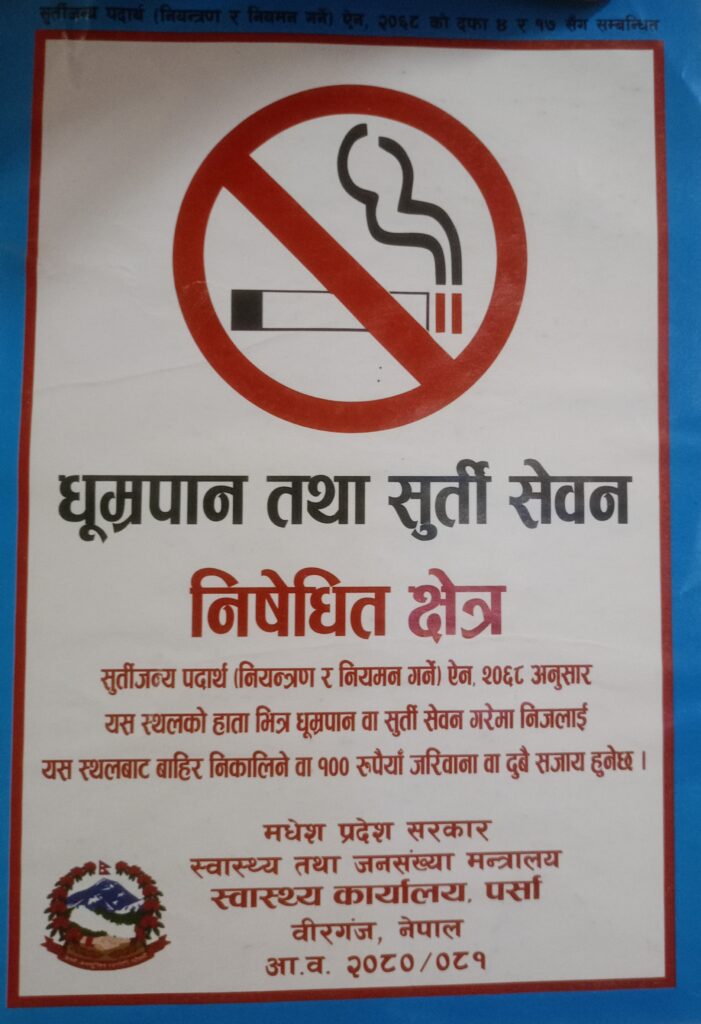 सुर्तीजन्य पदार्थ (नियन्त्रण र नियमन गर्ने) ऐन, २०६८ को दफा ४ र १७ सँग सम्बन्धित
धूम्रपान तथा सुर्ती सेवन
निषेधित क्षेत्र
सुर्तीजन्य पदार्थ (नियन्त्रण र नियमन गर्ने) ऐन, २०६८ अनुसार
यस स्थलको हाता भित्र धूम्रपान वा सुर्ती सेवन गरेमा निजलाई
यस स्थलबाट बाहिर निकालिने वा १०० रुपैयाँ जरिवाना वा दुबै सजाय हुनेछ ।
मधेश प्रदेश सरकार
स्वास्थ्य तथा जनसंख्या मन्त्रालय
स्वास्थ्य कार्यालय, पर्सा
वीरगंज, नेपाल
आ.व. २०८०/०८१